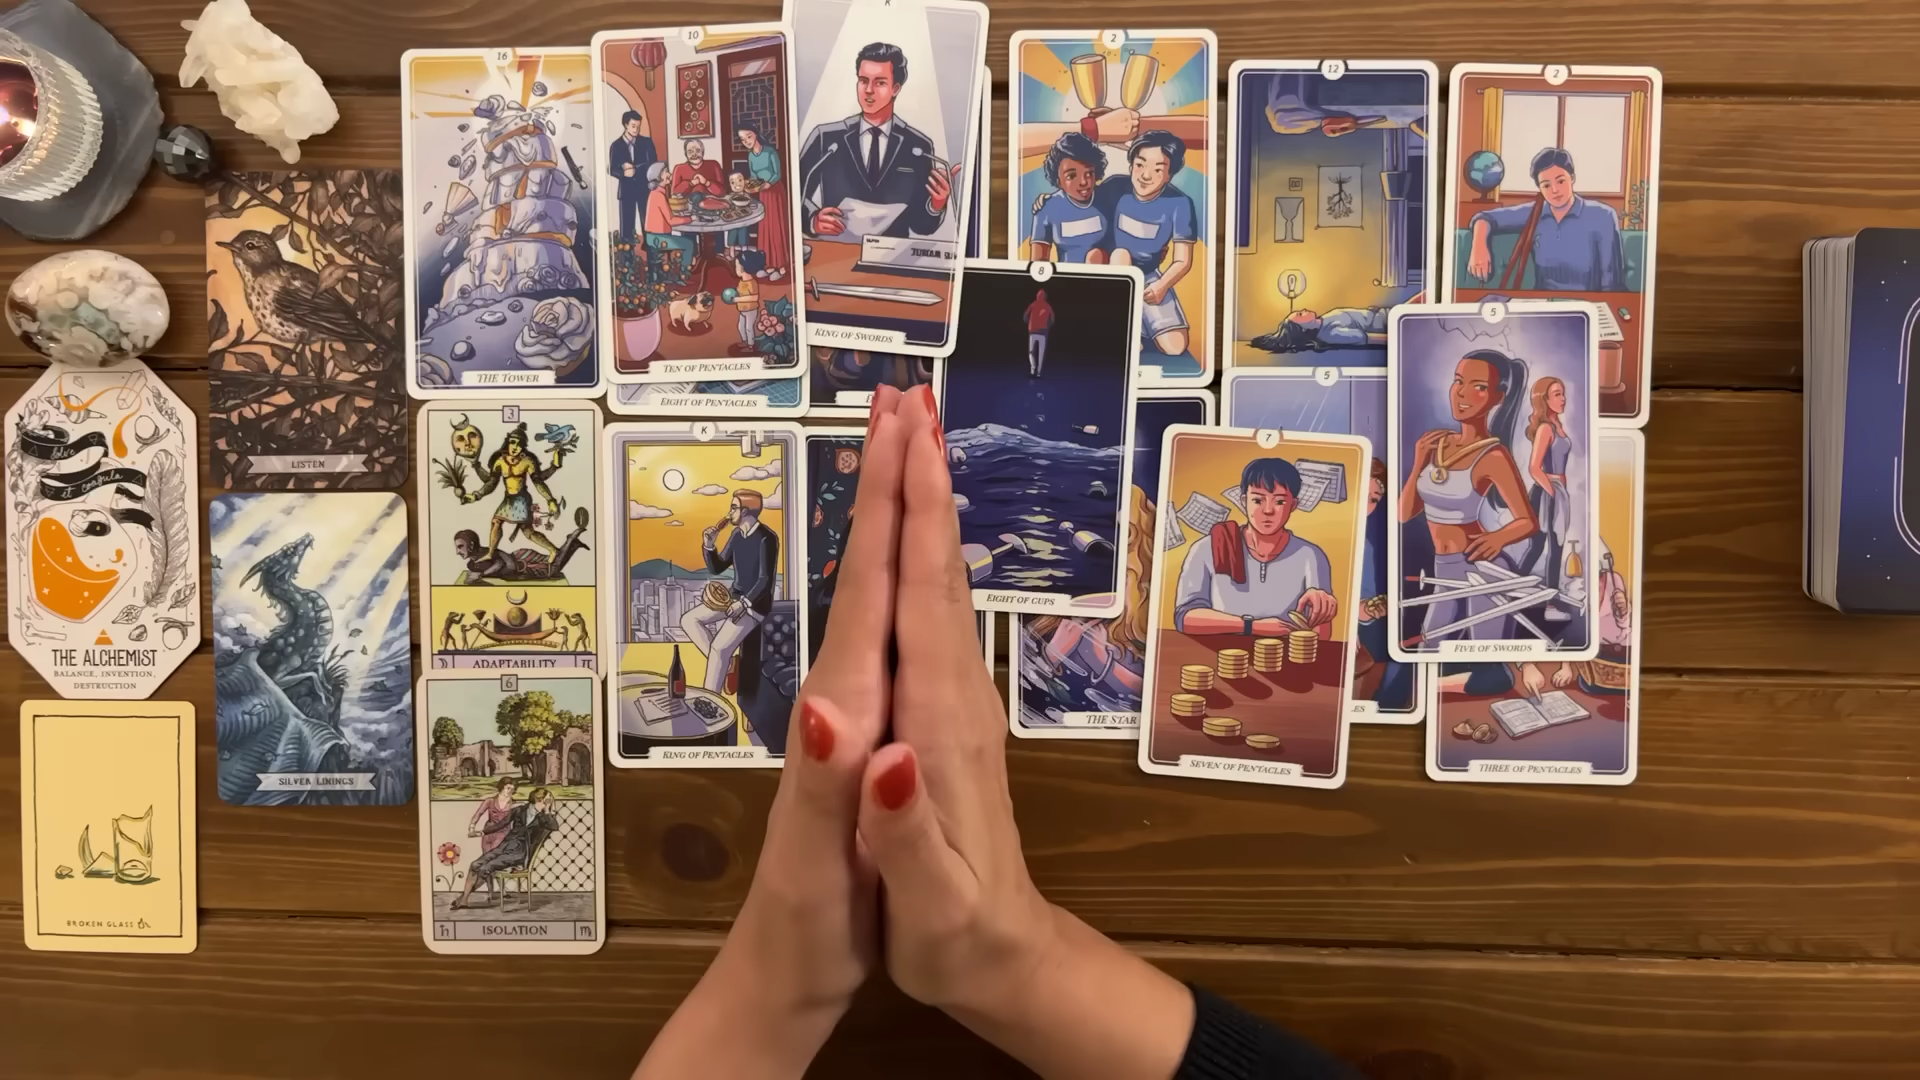 K
16
10
2
12
2
THE TOWER
TEN OF PENTACLES
KING OF SWORDS
EIGHT OF PENTACLES
8
5
5
LISTEN
3
K
7
Solve
et coagula
EIGHT OF CUPS
FIVE OF SWORDS
THE ALCHEMIST
BALANCE, INVENTION,
DESTRUCTION
ADAPTABILITY
6
THE STAR
LES
KING OF PENTACLES
SEVEN OF PENTACLES
THREE OF PENTACLES
SILVER LININGS
BROKEN GLASS
ISOLATION